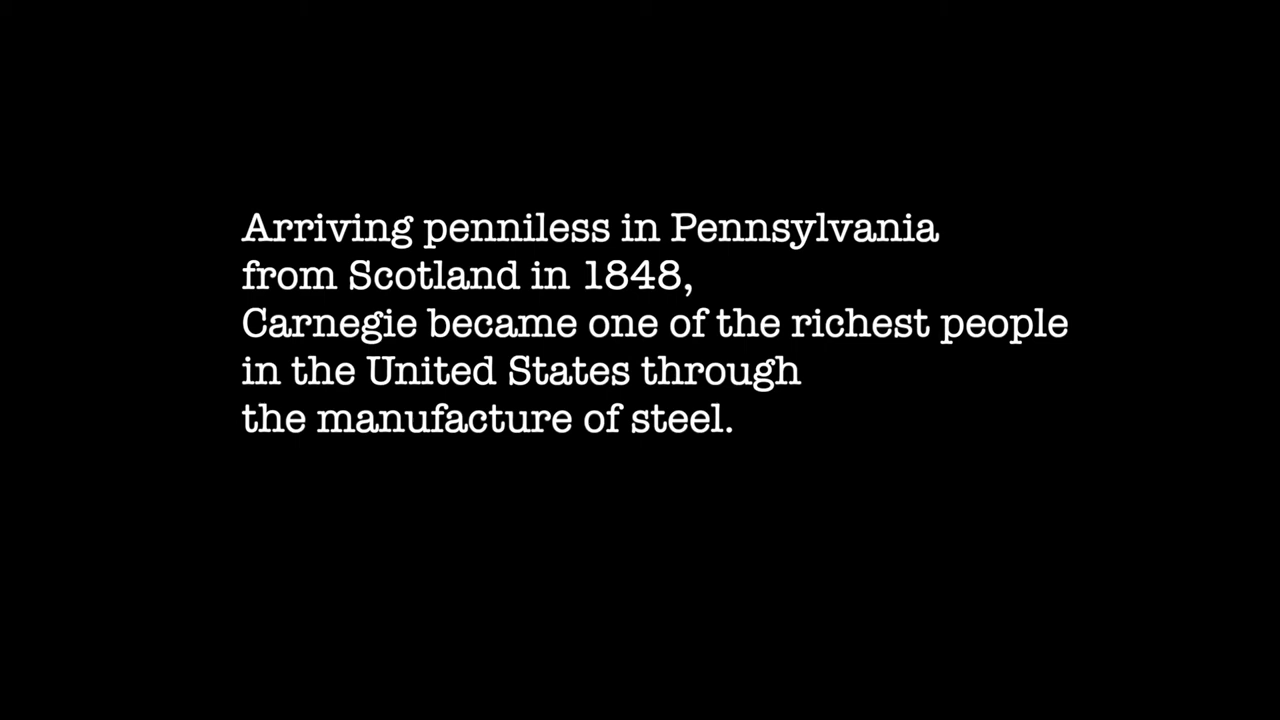 Arriving penniless in Pennsylvania
from Scotland in 1848,
Carnegie became one of the richest people
in the United States through
the manufacture of steel.